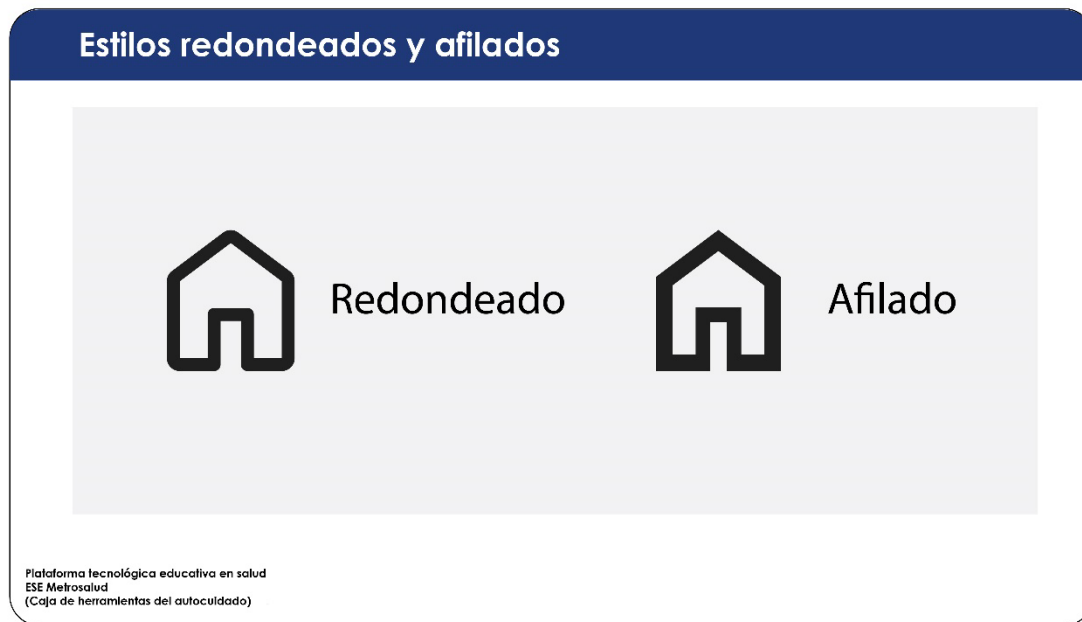 Estilos redondeados y afilados
Redondeado
Afilado
Plataforma tecnológica educativa en salud
ESE Metrosalud
(Caja de herramientas del autocuidado)